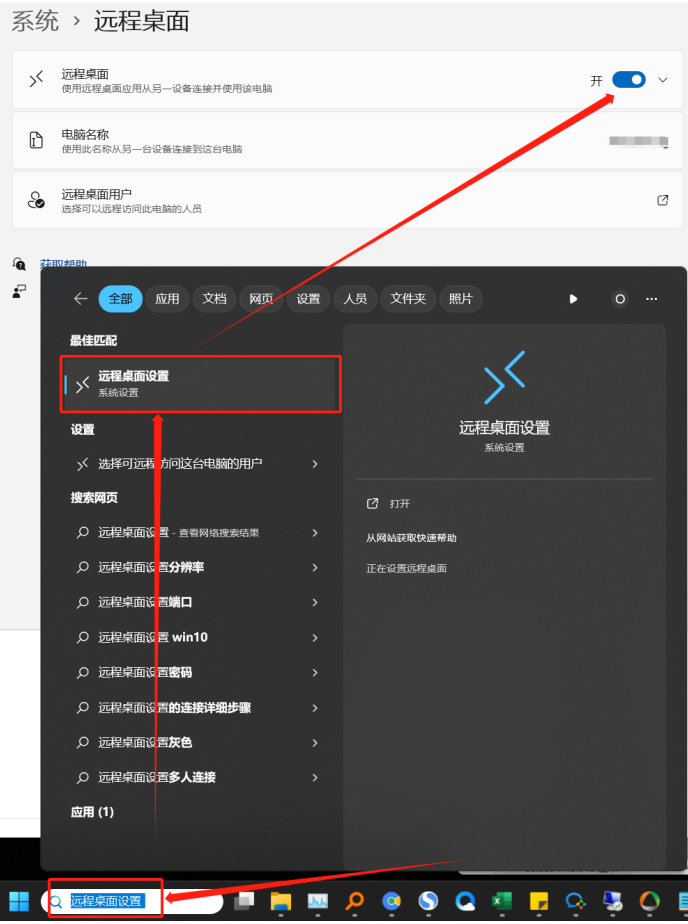 系统 › 远程桌面
远程桌面
使用远程桌面应用从另一设备连接并使用该电脑
开
电脑名称
使用此名称从另一台设备连接到这台电脑
远程桌面用户
选择可以远程访问此电脑的人员
获取帮助
全部 应用 文档 网页 设置 人员 文件夹 照片
O
最佳匹配
远程桌面设置
系统设置
设置
选择可远程访问这台电脑的用户
搜索网页
远程桌面设置 - 查看网络搜索结果
远程桌面设置分辨率
远程桌面设置端口
远程桌面设置 win10
远程桌面设置密码
远程桌面设置的连接详细步骤
远程桌面设置灰色
远程桌面设置多人连接
应用 (1)
远程桌面设置
系统设置
打开
从网站获取快速帮助
正在设置远程桌面
远程桌面设置